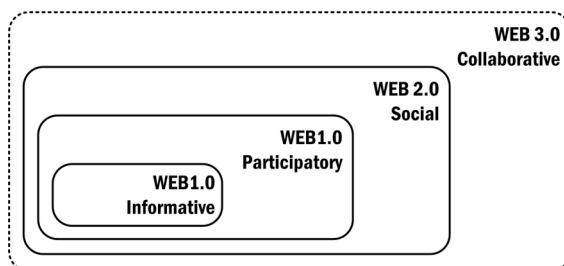 WEB 3.0
Collaborative
WEB 2.0
Social
WEB1.0
Participatory
WEB1.0
Informative